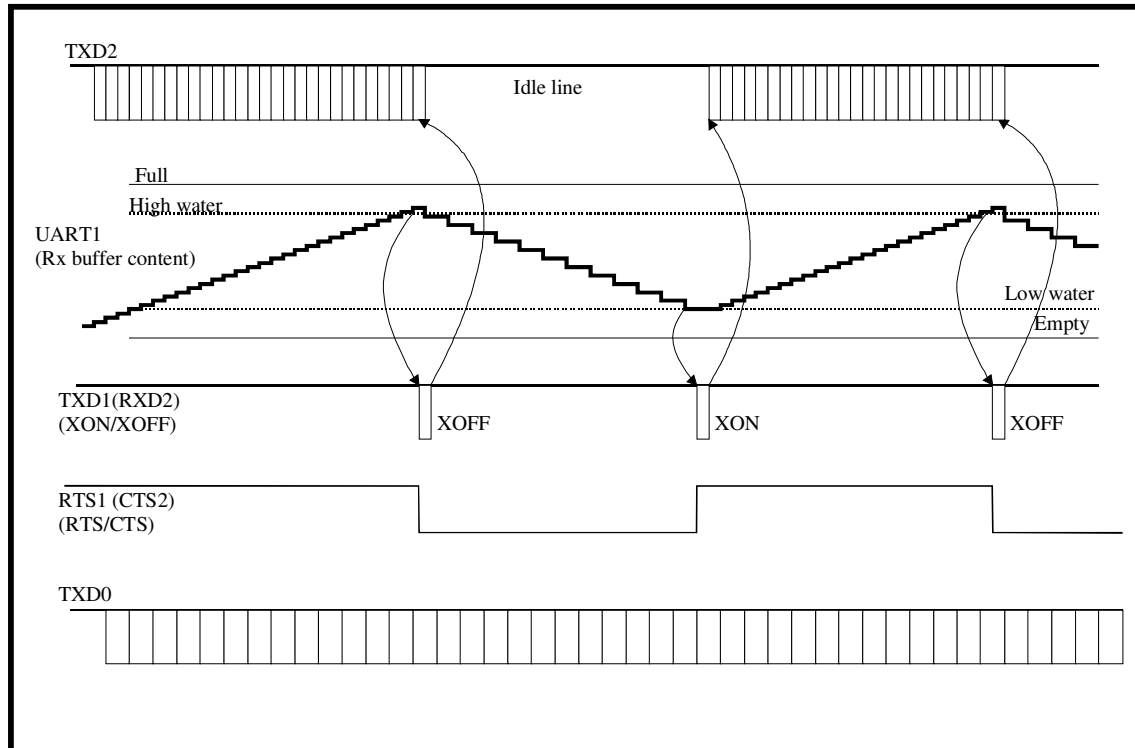 TXD2
Idle line
Full
High water
UART1
(Rx buffer content)
Low water
Empty
TXD1(RXD2)
(XON/XOFF)
XOFF
XON
XOFF
RTS1 (CTS2)
(RTS/CTS)
TXD0